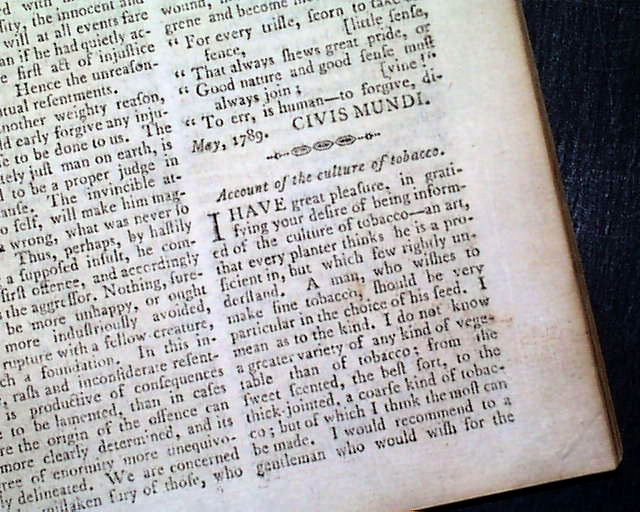 the innocent and
will at all events fare
an if he had quietly ac-
e firſt act of injuſtice
Hence the unreaſon-
tual reſentments.
nother weighty reaſon,
ld early forgive any inju-
to be done to us. The
tely juſt man on earth, is
to be a proper judge in
The invincible at-
o ſelf, will make him mag-
wrong, what was never ſo
Thus, perhaps, by haſtily
a ſuppoſed inſult, he com-
firſt offence, and accordingly
the aggreſſor. Nothing, ſure-
be more unhappy, or ought
more induſtriouſly avoided,
rupture with a fellow creature,
ch a foundation. In this in-
raſh and inconſiderate reſent-
productive of conſequences
to be lamented, than in caſes
re the origin of the offence can
more clearly determined, and its
ree of enormity more unequivo-
ly delineated. We are concerned
miſtaken fury of thoſe, who
wound,
grene and become
“ For every trifle, ſcorn to take
ſenſe, [little ſenſe,
“ That always ſhews great pride, or
“ Good nature and good ſenſe muſt
always join ; [vine :”
“ To err, is human—to forgive, di-
CIVIS MUNDI.
May, 1789.
Account of the culture of tobacco.
I HAVE great pleaſure, in grati-
fying your deſire of being inform-
ed of the culture of tobacco—an art,
that every planter thinks he is a pro-
ficient in, but which few rightly un-
derſtand. A man, who wiſhes to
make fine tobacco, ſhould be very
particular in the choice of his ſeed. I
mean as to the kind. I do not know
a greater variety of any kind of vege-
table than of tobacco ; from the
ſweet ſcented, the beſt ſort, to the
thick-jointed, a coarſe kind of tobac-
co ; but of which I think the moſt can
be made. I would recommend to a
gentleman who would wiſh for the